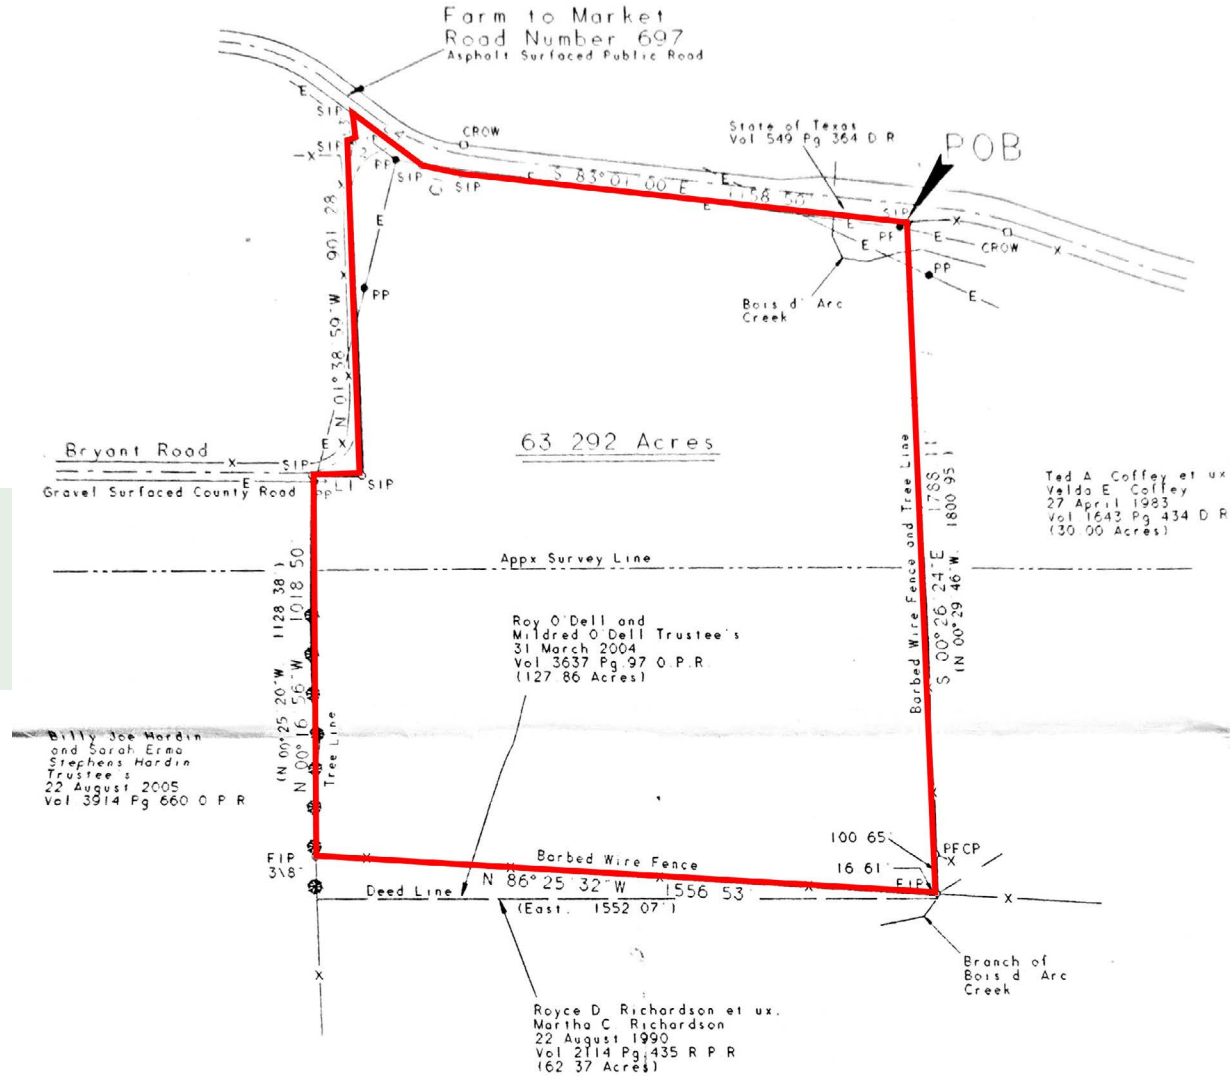 Farm to Market
Road Number 697
Asphalt Surfaced Public Road
E
SIP
CROW
State of Texas
Vol 549 Pg 364 D R
POB
SIP
X
PP
SIP
SIP
S 83°01 00 E 1158 50
E
E
SIP
E
X
PP
E
CROW
X
E
PP
E
E
X
Bois d' Arc
Creek
PP
N 01°38 59 W 901 28
X
X
E X
63 292 Acres
Bryant Road
X
SIP
Gravel Surfaced County Road
E
PP
L1
SIP
Barbed Wire Fence and Tree Line
S 00°26 24 E 1788 11
(N 00°29 46 W. 1800 95 )
Ted A Coffey et ux
Velda E Coffey
27 April 1983
Vol 1643 Pg 434 D R
(30.00 Acres)
Appx Survey Line
(N 00°25 20 W 1128 38 )
N 00°16 56 W 1018 50
Tree Line
Roy O'Dell and
Mildred O'Dell Trustee's
31 March 2004
Vol 3637 Pg 97 O.P.R.
(127 86 Acres)
Billy Joe Hardin
and Sarah Erma
Stephens Hardin
Trustee's
22 August 2005
Vol 3914 Pg 660 O P R
100 65
PFCP
X
16 61
FIP
FIP
3\8"
X
Barbed Wire Fence
X
X
X
N 86°25 32 W 1556 53
Deed Line
(East. 1552 07 )
X
X
Branch of
Bois d Arc
Creek
Royce D Richardson et ux.
Martha C. Richardson
22 August 1990
Vol 2114 Pg 435 R P R
(62 37 Acres)